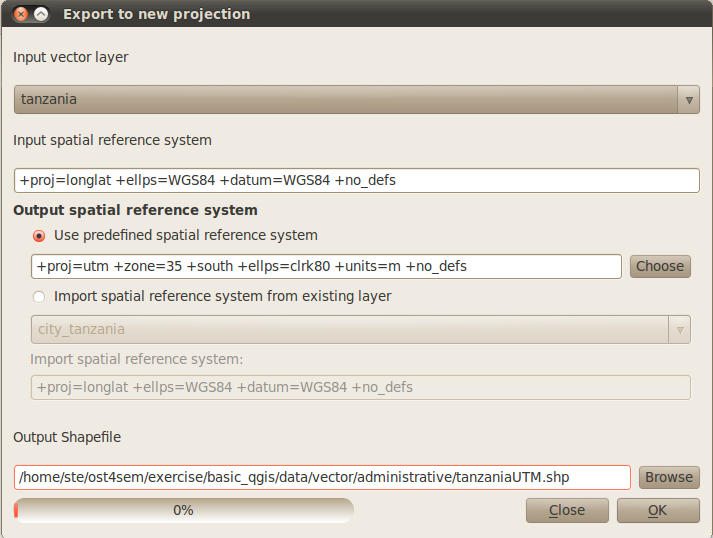 Export to new projection
Input vector layer
tanzania
Input spatial reference system
+proj=longlat +ellps=WGS84 +datum=WGS84 +no_defs
Output spatial reference system
Use predefined spatial reference system
+proj=utm +zone=35 +south +ellps=clrk80 +units=m +no_defs
Choose
Import spatial reference system from existing layer
city_tanzania
Import spatial reference system:
+proj=longlat +ellps=WGS84 +datum=WGS84 +no_defs
Output Shapefile
/home/ste/ost4sem/exercise/basic_qgis/data/vector/administrative/tanzaniaUTM.shp
Browse
0%
Close
OK